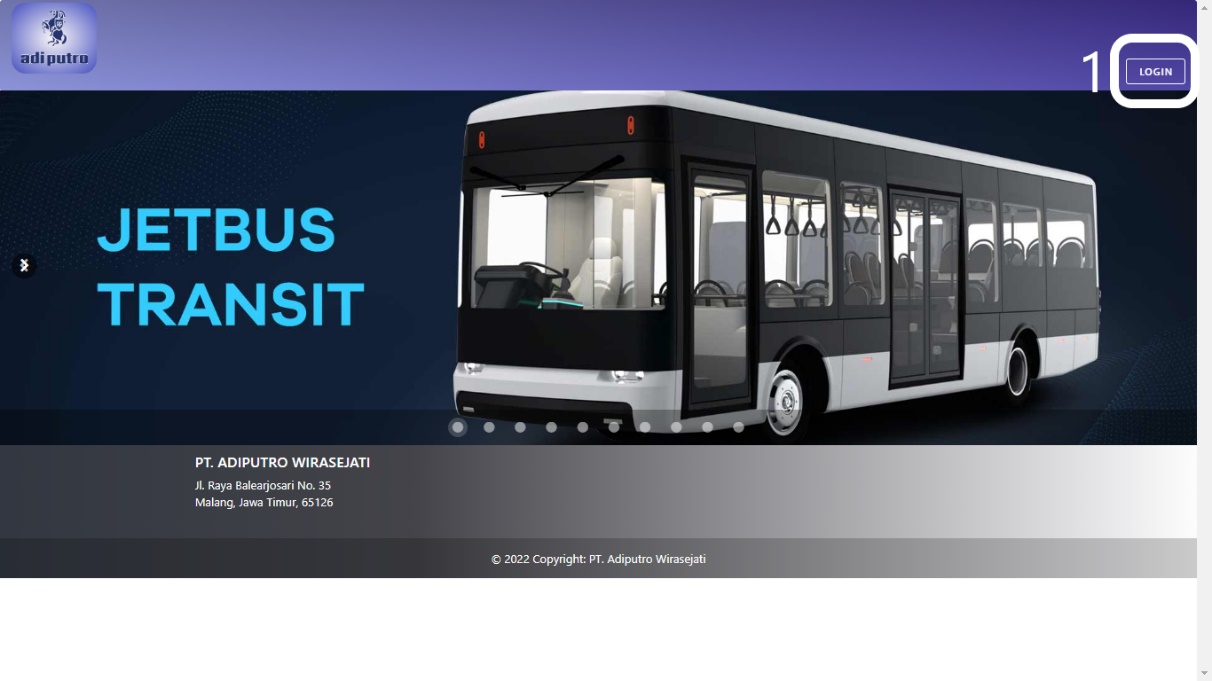 adiputro
1
LOGIN
JETBUS
TRANSIT
PT. ADIPUTRO WIRASEJATI
Jl. Raya Balearjosari No. 35
Malang, Jawa Timur, 65126
© 2022 Copyright: PT. Adiputro Wirasejati